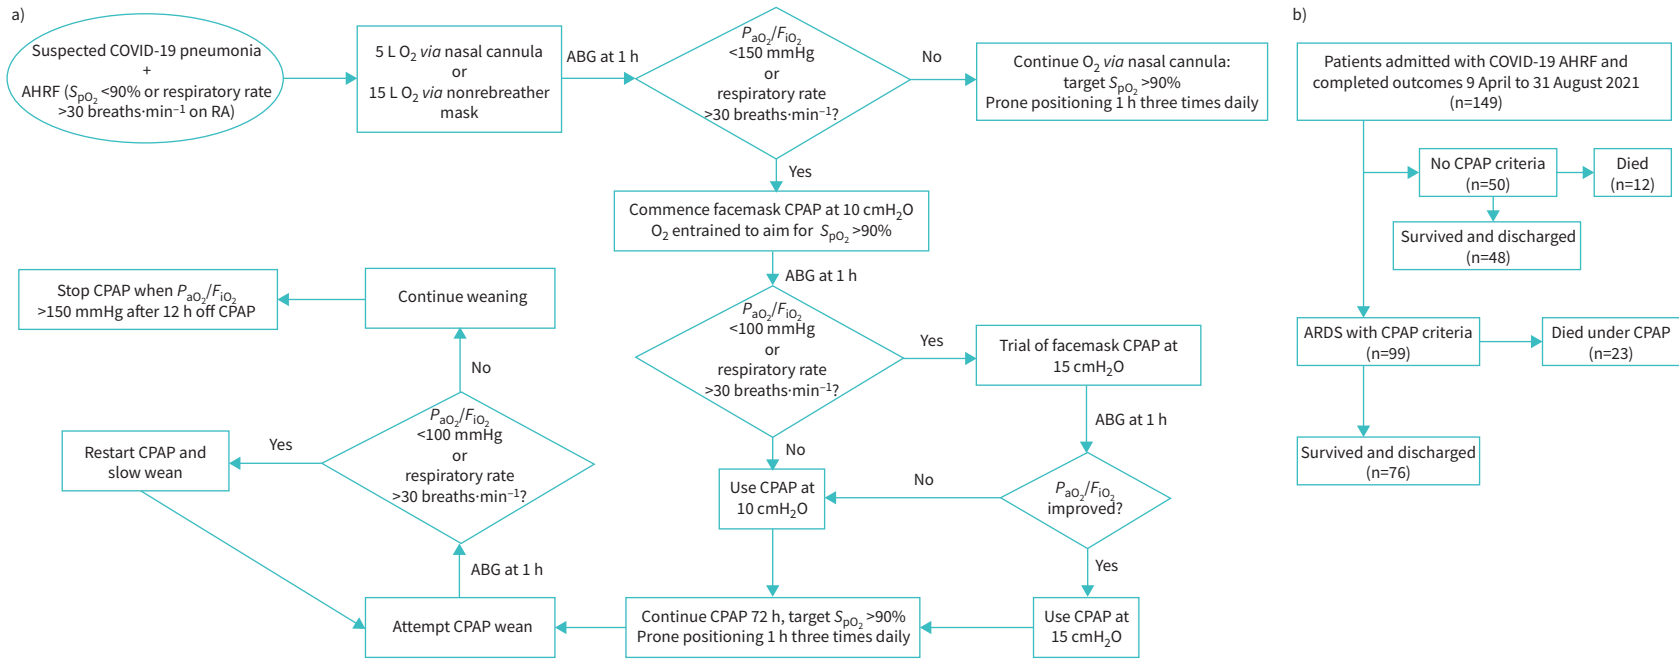 a)
Suspected COVID-19 pneumonia
+
AHRF (SpO₂ <90% or respiratory rate
>30 breaths·min⁻¹ on RA)
5 L O₂ via nasal cannula
or
15 L O₂ via nonrebreather
mask
ABG at 1 h
PaO₂/FiO₂
<150 mmHg
or
respiratory rate
>30 breaths·min⁻¹?
No
Continue O₂ via nasal cannula:
target SpO₂ >90%
Prone positioning 1 h three times daily
Yes
Commence facemask CPAP at 10 cmH₂O
O₂ entrained to aim for SpO₂ >90%
ABG at 1 h
PaO₂/FiO₂
<100 mmHg
or
respiratory rate
>30 breaths·min⁻¹?
Yes
Trial of facemask CPAP at
15 cmH₂O
ABG at 1 h
PaO₂/FiO₂
improved?
No
No
Use CPAP at
10 cmH₂O
Yes
Use CPAP at
15 cmH₂O
Continue CPAP 72 h, target SpO₂ >90%
Prone positioning 1 h three times daily
Attempt CPAP wean
ABG at 1 h
PaO₂/FiO₂
<100 mmHg
or
respiratory rate
>30 breaths·min⁻¹?
Yes
Restart CPAP and
slow wean
No
Continue weaning
Stop CPAP when PaO₂/FiO₂
>150 mmHg after 12 h off CPAP
b)
Patients admitted with COVID-19 AHRF and
completed outcomes 9 April to 31 August 2021
(n=149)
No CPAP criteria
(n=50)
Died
(n=12)
Survived and discharged
(n=48)
ARDS with CPAP criteria
(n=99)
Died under CPAP
(n=23)
Survived and discharged
(n=76)